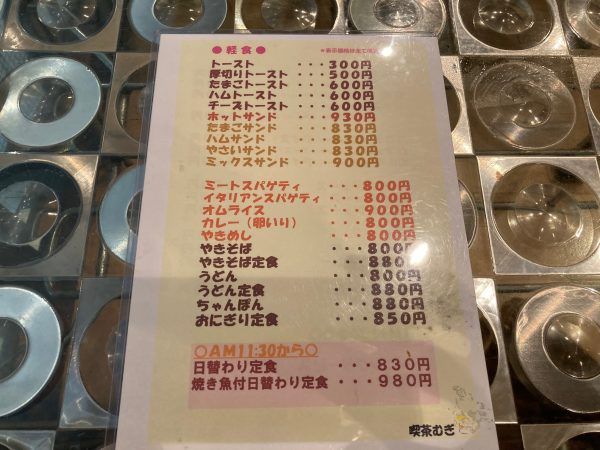 ●軽食●
＊表示価格は全て税込
トースト ・・・300円
厚切りトースト ・・・500円
たまごトースト ・・・600円
ハムトースト ・・・600円
チーズトースト ・・・600円
ホットサンド ・・・930円
たまごサンド ・・・830円
ハムサンド ・・・830円
やさいサンド ・・・830円
ミックスサンド ・・・900円
ミートスパゲティ ・・・800円
イタリアンスパゲティ ・・・800円
オムライス ・・・900円
カレー（卵いり） ・・・800円
やきめし ・・・800円
やきそば ・・・800円
やきそば定食 ・・・880
うどん ・・・800円
うどん定食 ・・・880円
ちゃんぽん ・・・880円
おにぎり定食 ・・・850円
○AM11:30から○
日替わり定食 ・・・830円
焼き魚付日替わり定食 ・・・980円
喫茶むぎ